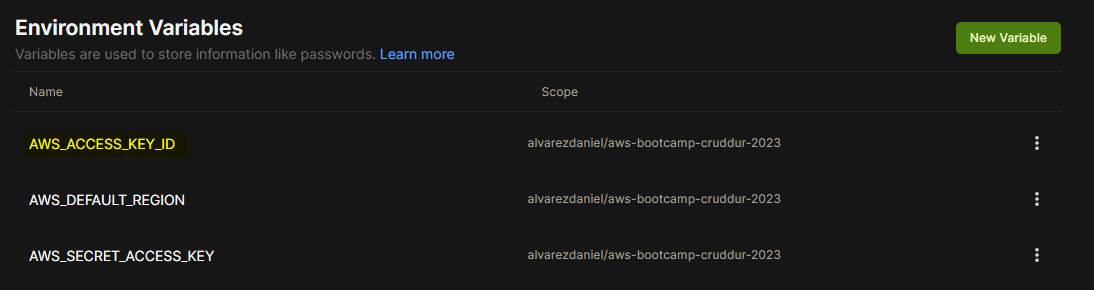 Environment Variables
Variables are used to store information like passwords. Learn more
New Variable
Name Scope
AWS_ACCESS_KEY_ID alvarezdaniel/aws-bootcamp-cruddur-2023
AWS_DEFAULT_REGION alvarezdaniel/aws-bootcamp-cruddur-2023
AWS_SECRET_ACCESS_KEY alvarezdaniel/aws-bootcamp-cruddur-2023